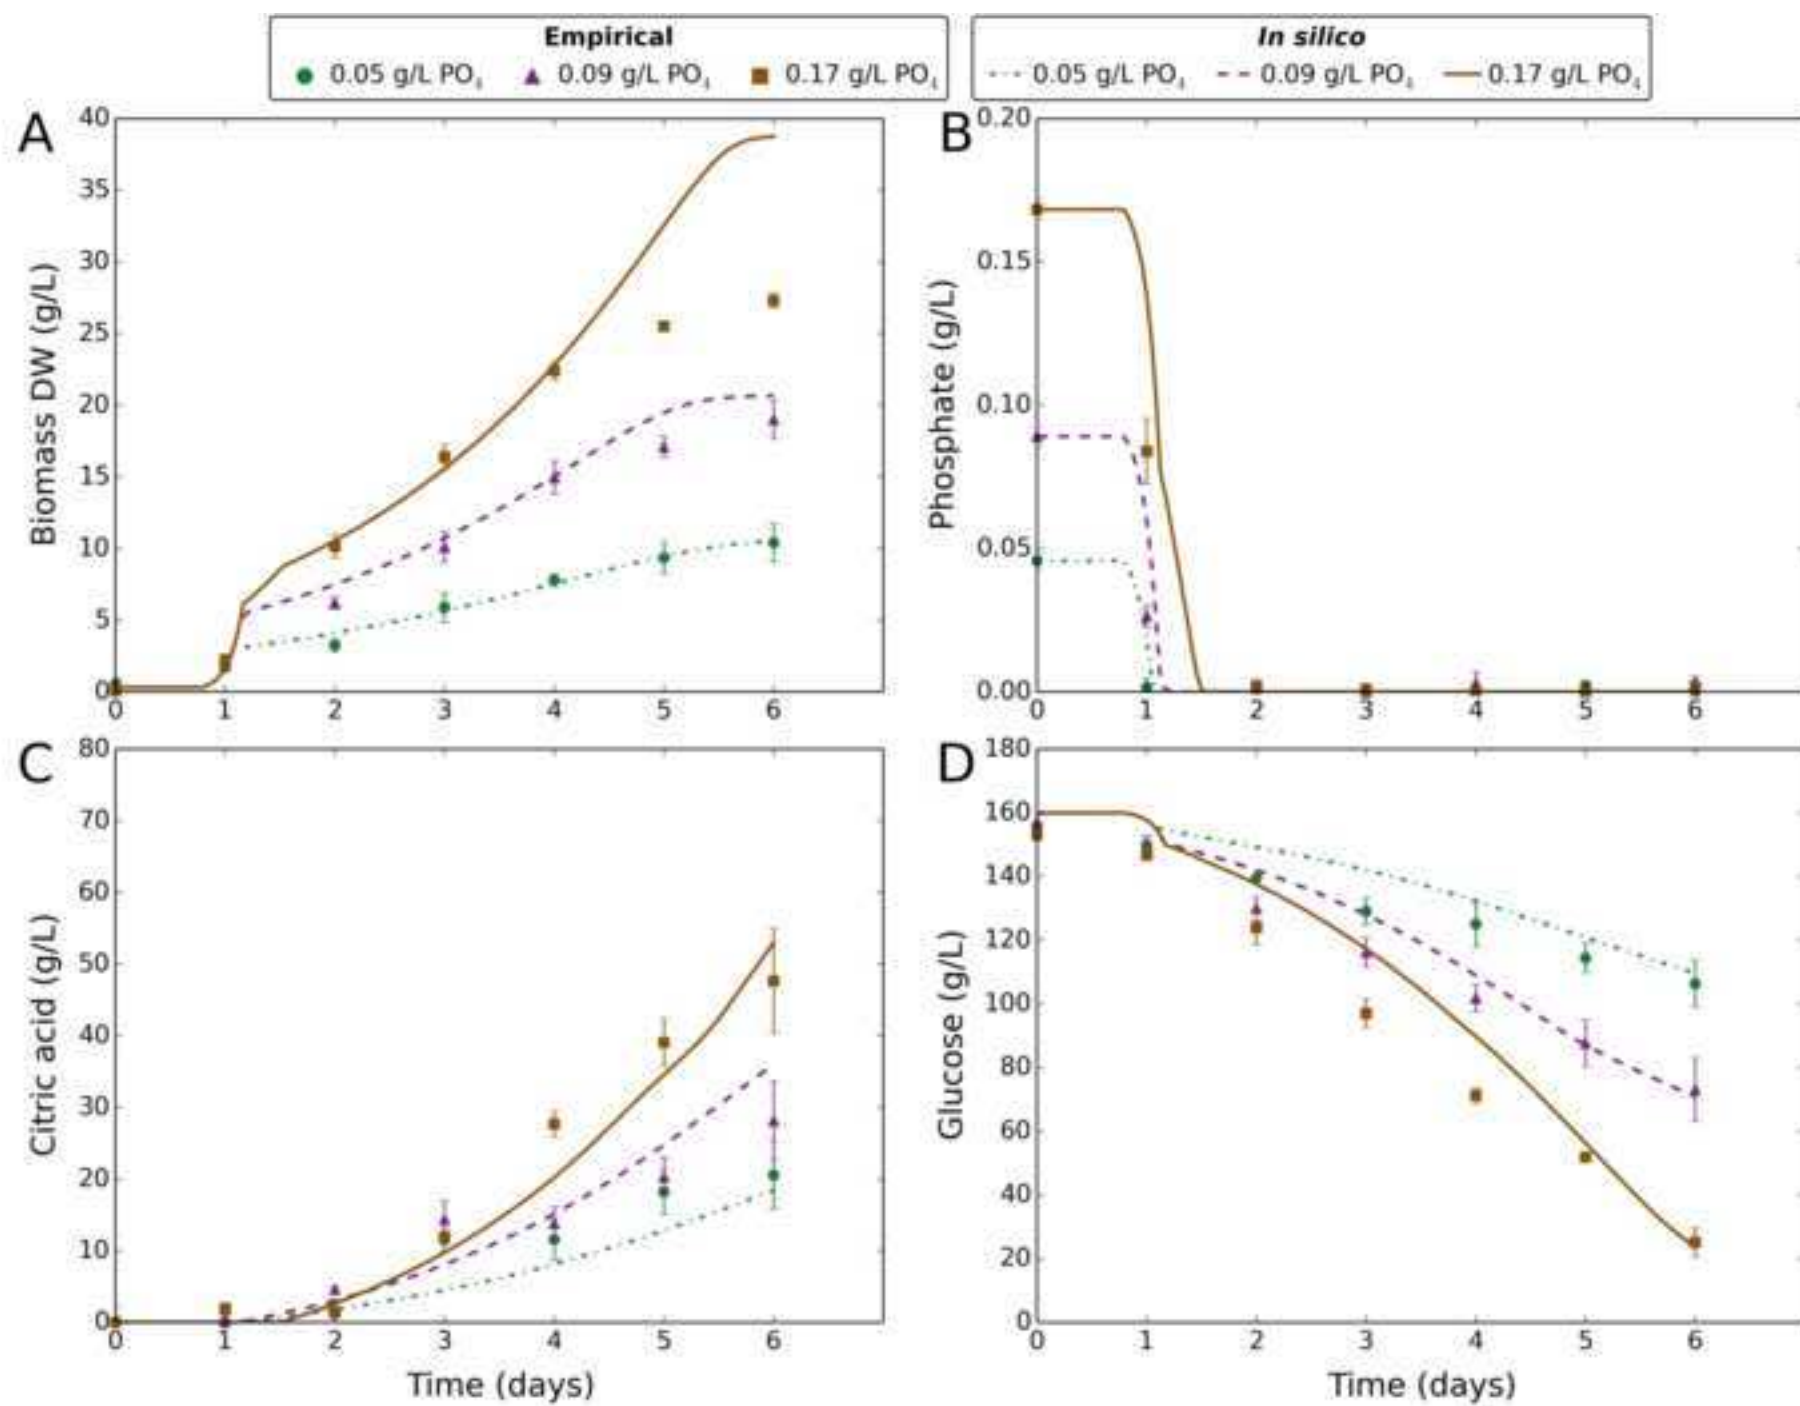 Empirical
0.05 g/L PO₄ 0.09 g/L PO₄ 0.17 g/L PO₄
In silico
0.05 g/L PO₄ 0.09 g/L PO₄ 0.17 g/L PO₄
A
Biomass DW (g/L)
40
35
30
25
20
15
10
5
0
0 1 2 3 4 5 6
B
Phosphate (g/L)
0.20
0.15
0.10
0.05
0.00
0 1 2 3 4 5 6
C
Citric acid (g/L)
80
70
60
50
40
30
20
10
0
0 1 2 3 4 5 6
Time (days)
D
Glucose (g/L)
180
160
140
120
100
80
60
40
20
0
0 1 2 3 4 5 6
Time (days)